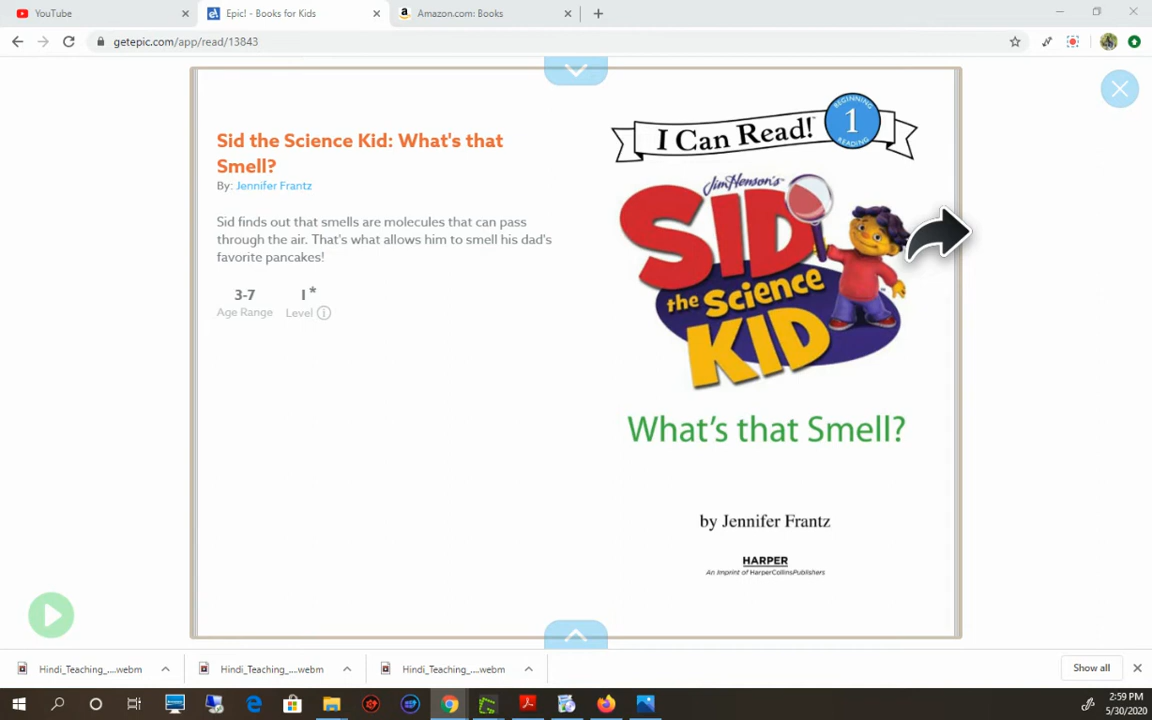 YouTube
Epic! - Books for Kids
Amazon.com: Books
getepic.com/app/read/13843
Sid the Science Kid: What's that
Smell?
By: Jennifer Frantz
Sid finds out that smells are molecules that can pass
through the air. That's what allows him to smell his dad's
favorite pancakes!
3-7
I*
Age Range
Level
I Can Read!™
BEGINNING
1
READING
Jim Henson's™
SID
the Science
KID
What's that Smell?
by Jennifer Frantz
HARPER
An Imprint of HarperCollinsPublishers
Hindi_Teaching_....webm
Hindi_Teaching_....webm
Hindi_Teaching_....webm
Show all
2:59 PM
5/30/2020